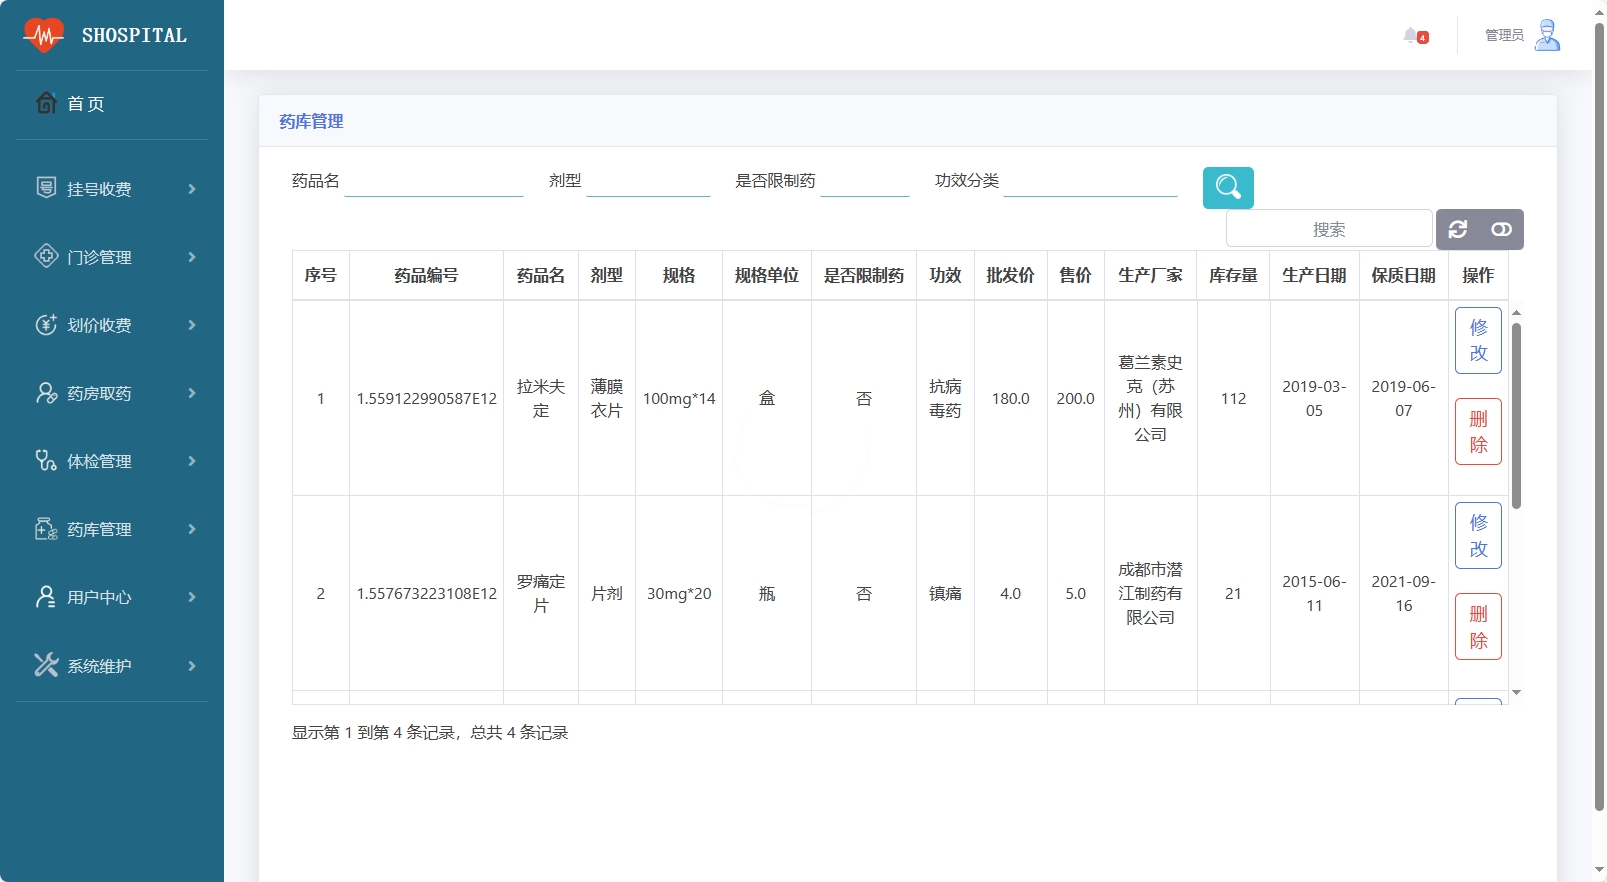 SHOSPITAL
4
管理员
首页
挂号收费
门诊管理
划价收费
药房取药
体检管理
药库管理
用户中心
系统维护
药库管理
药品名 剂型 是否限制药 功效分类
搜索
序号 药品编号 药品名 剂型 规格 规格单位 是否限制药 功效 批发价 售价 生产厂家 库存量 生产日期 保质日期 操作
1 1.559122990587E12 拉米夫定 薄膜衣片 100mg*14 盒 否 抗病毒药 180.0 200.0 葛兰素史克（苏州）有限公司 112 2019-03-05 2019-06-07 修改 删除
2 1.557673223108E12 罗痛定片 片剂 30mg*20 瓶 否 镇痛 4.0 5.0 成都市潜江制药有限公司 21 2015-06-11 2021-09-16 修改 删除
显示第 1 到第 4 条记录，总共 4 条记录